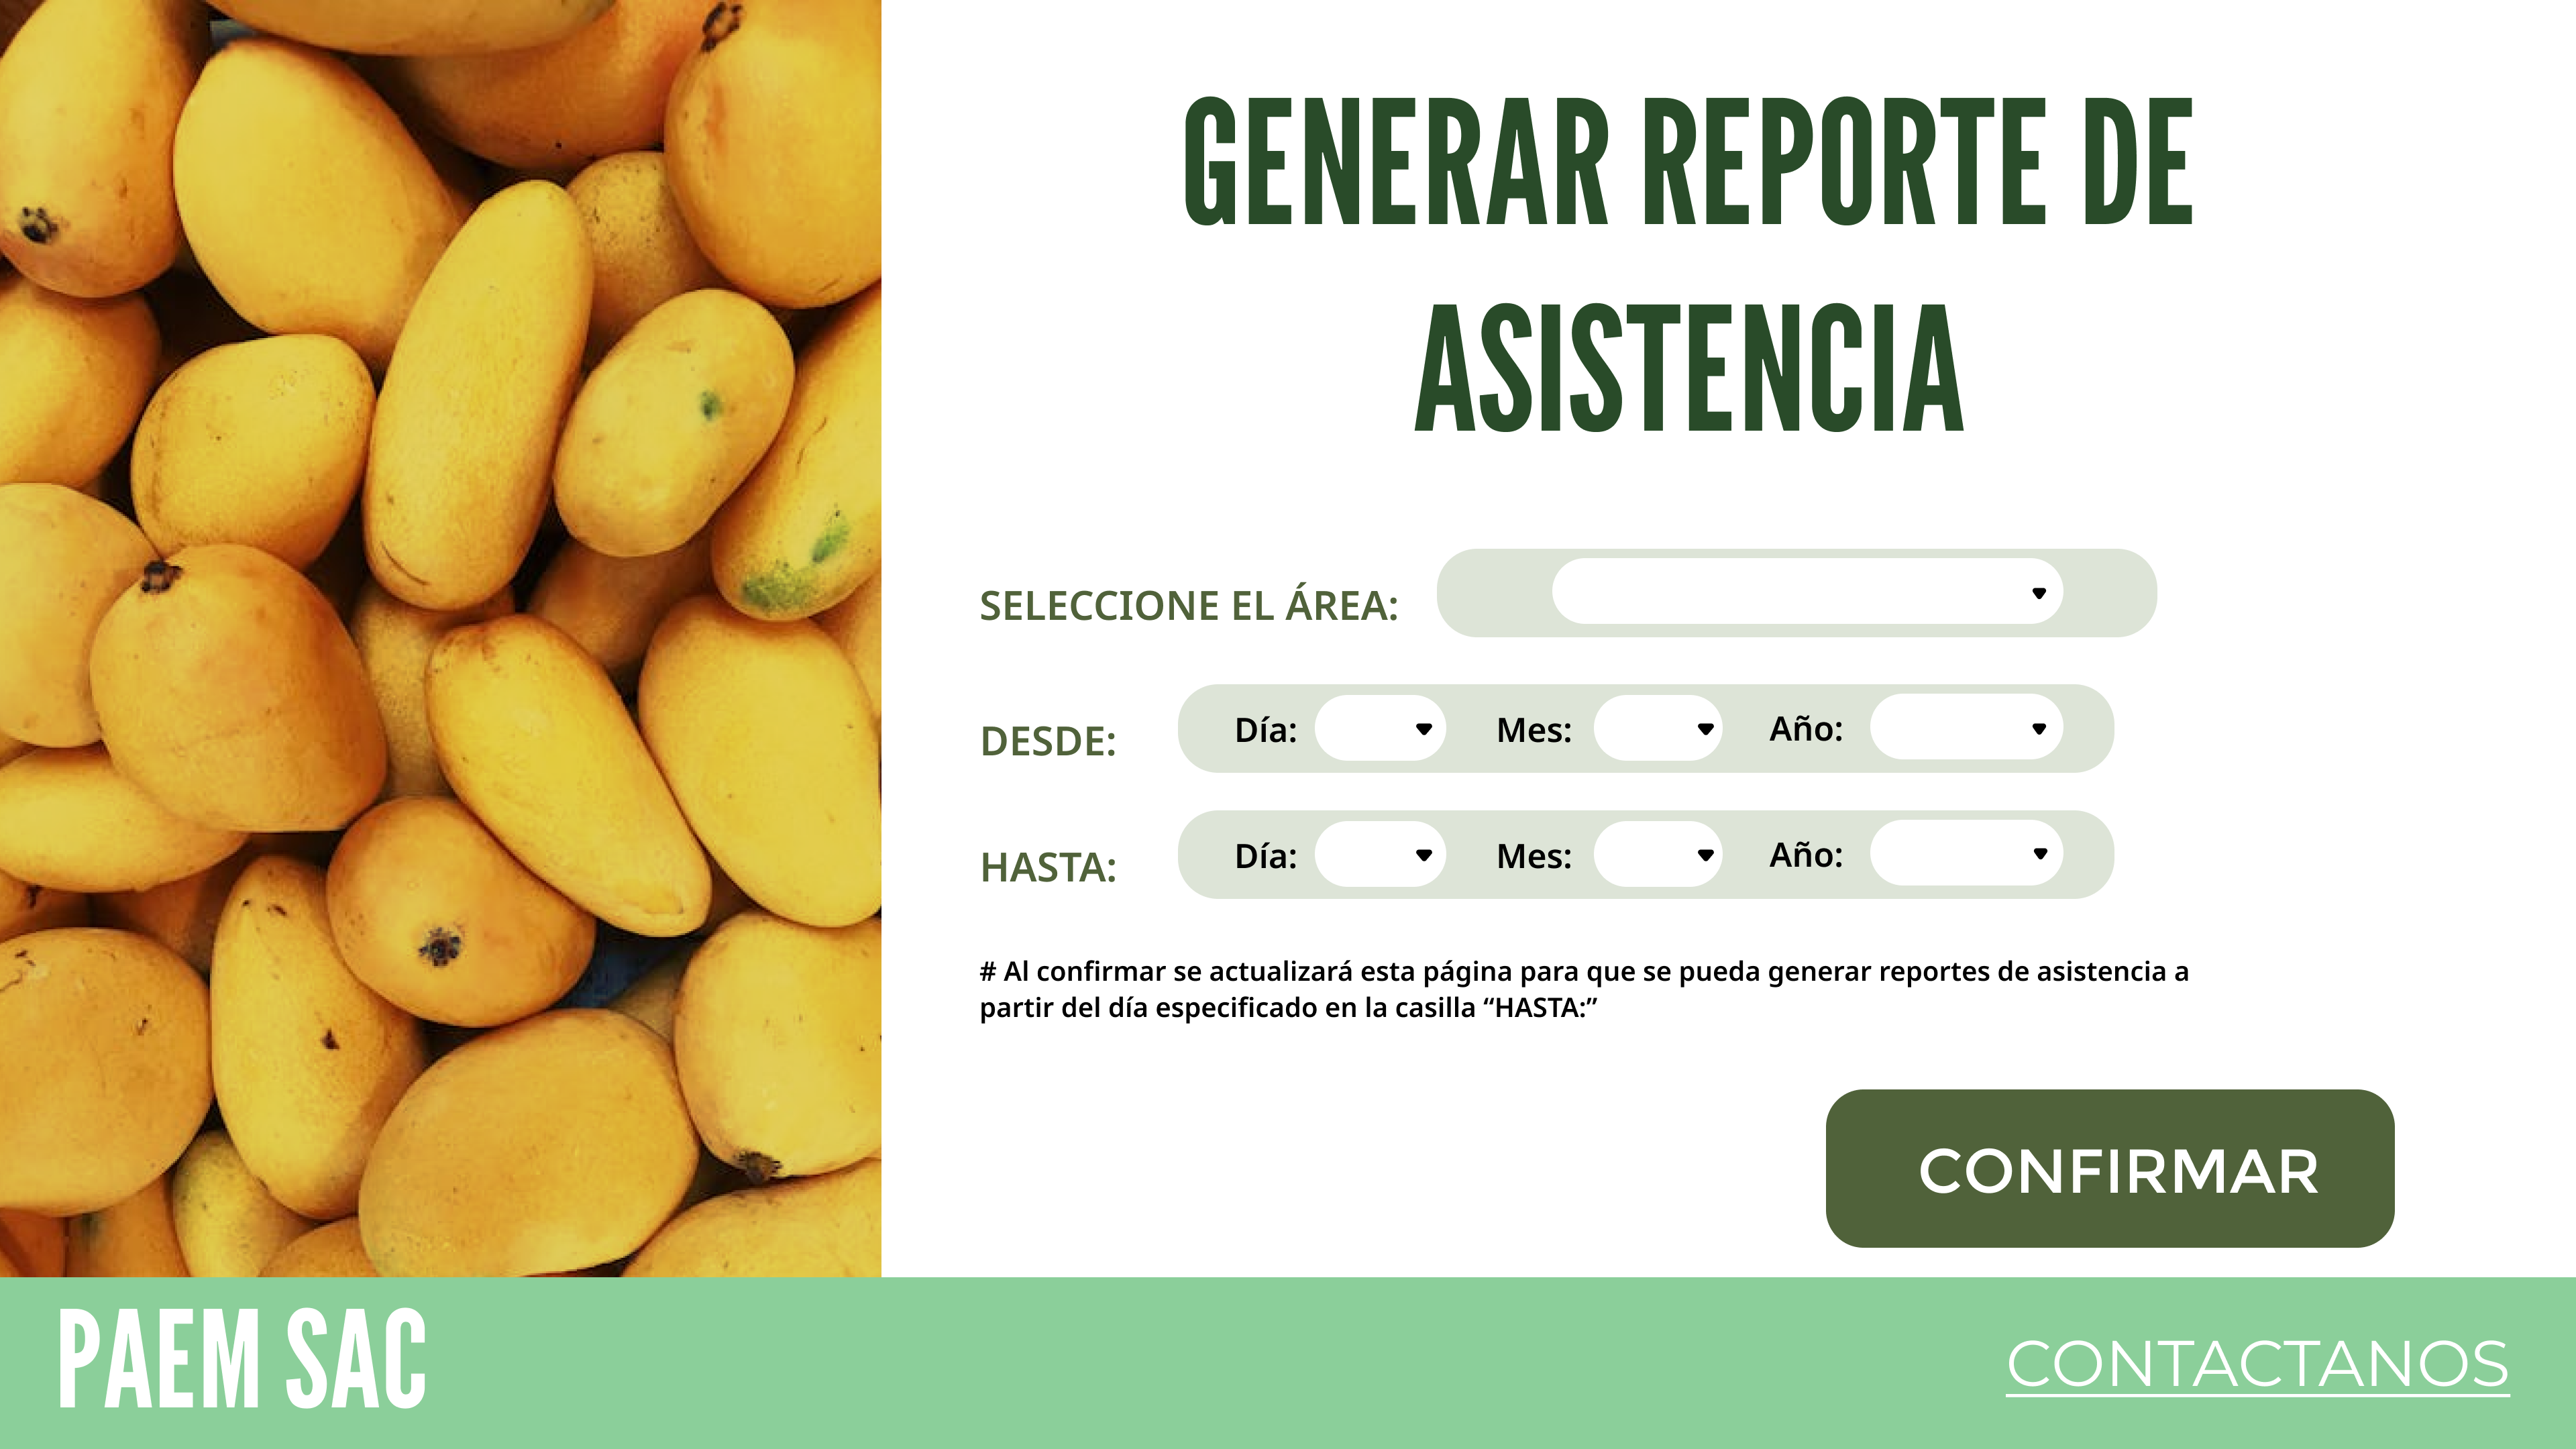 GENERAR REPORTE DE
ASISTENCIA
SELECCIONE EL ÁREA:
DESDE: Día: Mes: Año:
HASTA: Día: Mes: Año:
# Al confirmar se actualizará esta página para que se pueda generar reportes de asistencia a
partir del día especificado en la casilla “HASTA:”
CONFIRMAR
PAEM SAC
CONTACTANOS